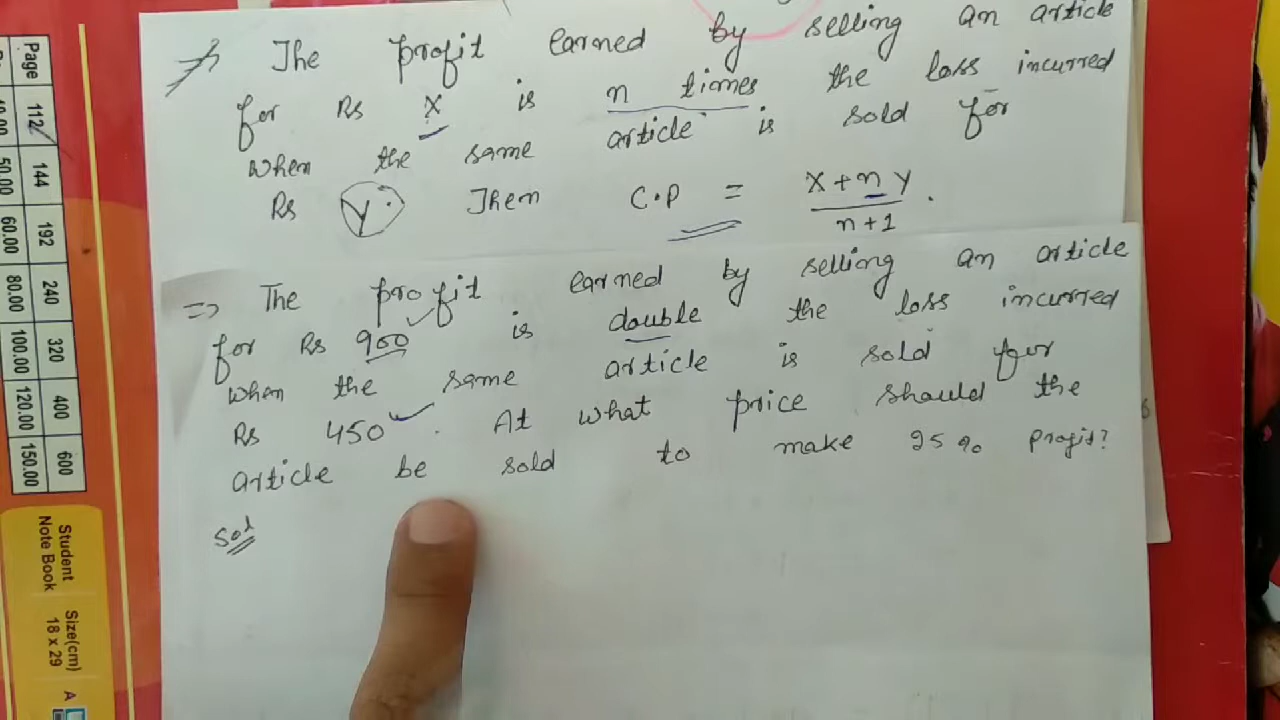 The profit earned by selling an article
for Rs X is n times the loss incurred
when the same article is sold for
Rs Y. Then C.P = X + nY / n+1 .
=> The profit earned by selling an article
for Rs 900 is double the loss incurred
when the same article is sold for
Rs 450 . At what price should the
article be sold to make 25% profit?
Sol
Page 112 144 192 240 320 400 600
50.00 60.00 80.00 100.00 120.00 150.00
Student
Note Book
Size(cm)
18 x 29
A